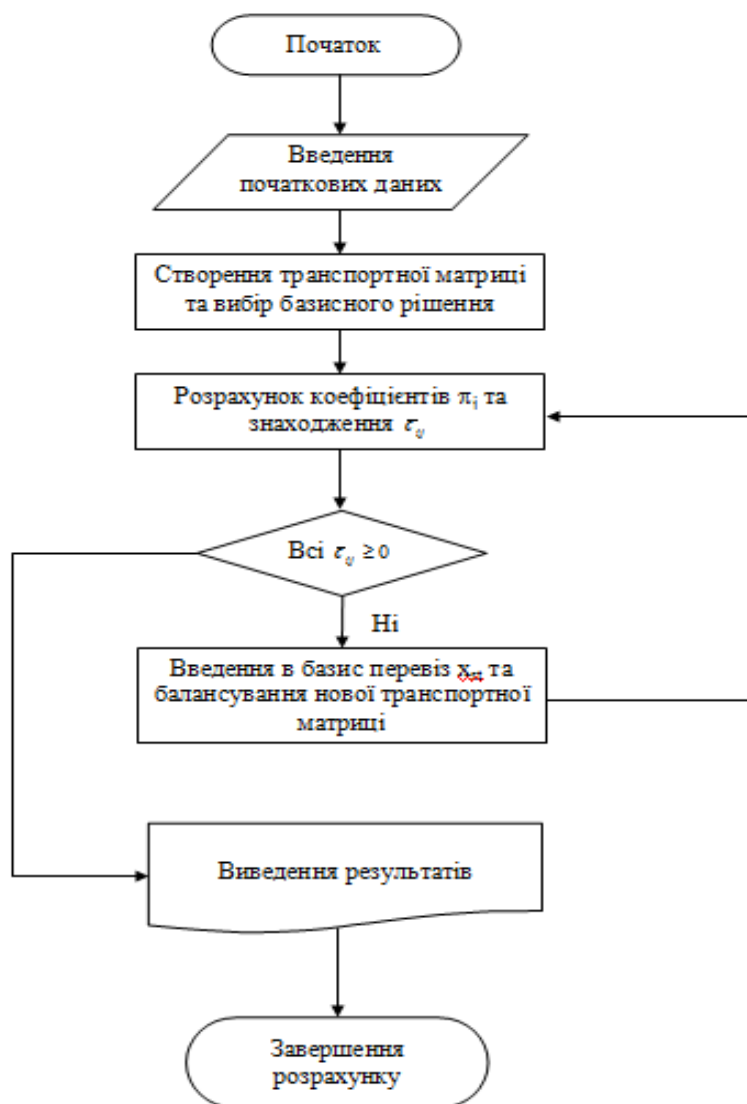 Початок
Введення
початкових даних
Створення транспортної матриці
та вибір базисного рішення
Розрахунок коефіцієнтів πᵢ та
знаходження εᵢⱼ
Всі εᵢⱼ ≥ 0
Ні
Введення в базис перевіз xₛₜ та
балансування нової транспортної
матриці
Виведення результатів
Завершення
розрахунку